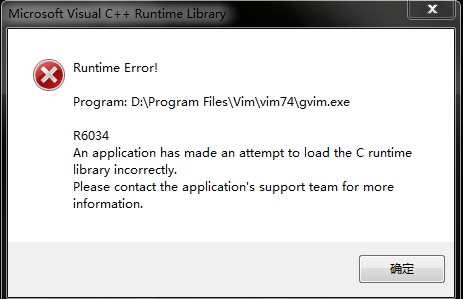 Microsoft Visual C++ Runtime Library
Runtime Error!
Program: D:\Program Files\Vim\vim74\gvim.exe
R6034
An application has made an attempt to load the C runtime
library incorrectly.
Please contact the application's support team for more
information.
确定